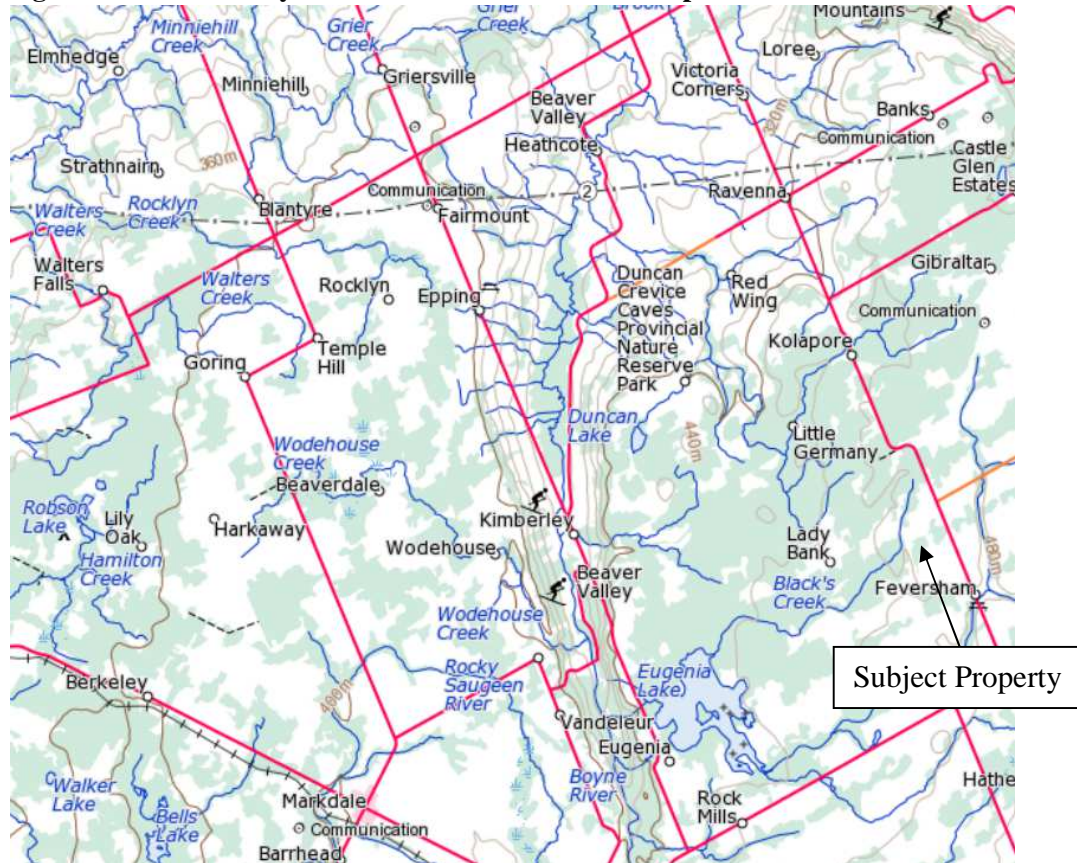 Mountains
Minniehill
Creek
Grier
Creek
Grier
Creek
Elmhedge
Minniehill
Griersville
Loree
Victoria
Corners
Beaver
Valley
Heathcote
Banks
Communication
Castle
Glen
Estates
320m
360m
Strathnairn
Communication
2
Ravenna
Walters
Creek
Rocklyn
Creek
Blantyre
Fairmount
Walters
Falls
Walters
Creek
Rocklyn
Epping
Duncan
Crevice
Caves
Provincial
Nature
Reserve
Park
Red
Wing
Gibraltar
Communication
Kolapore
Goring
Temple
Hill
Duncan
Lake
440m
Little
Germany
Wodehouse
Creek
Beaverdale
Robson
Lake
Lily
Oak
Harkaway
Hamilton
Creek
Kimberley
Wodehouse
Lady
Bank
480m
Beaver
Valley
Black's
Creek
Feversham
Wodehouse
Creek
Rocky
Saugeen
River
Eugenia
Lake
Subject Property
Berkeley
400m
Vandeleur
Eugenia
Boyne
River
Walker
Lake
Bells
Lake
Markdale
Communication
Barrhead
Rock
Mills
Hathe